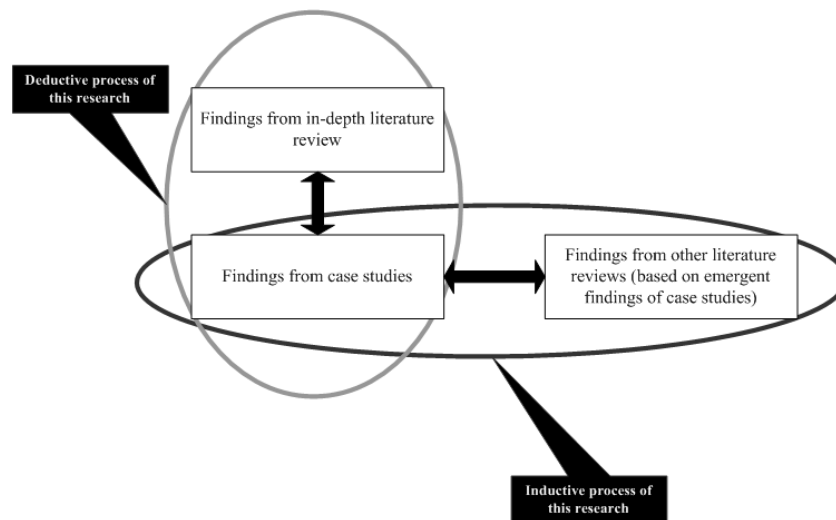 Deductive process of
this research
Findings from in-depth literature
review
Findings from case studies
Findings from other literature
reviews (based on emergent
findings of case studies)
Inductive process of
this research